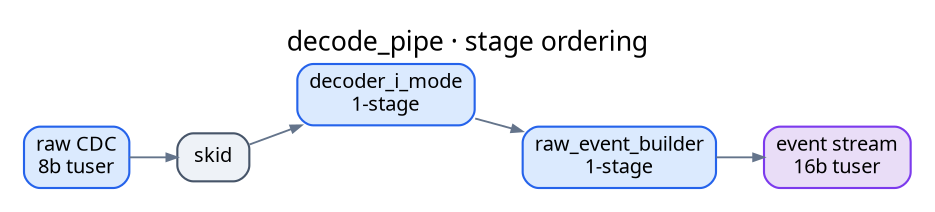 decode_pipe · stage ordering
raw CDC
8b tuser
skid
decoder_i_mode
1-stage
raw_event_builder
1-stage
event stream
16b tuser